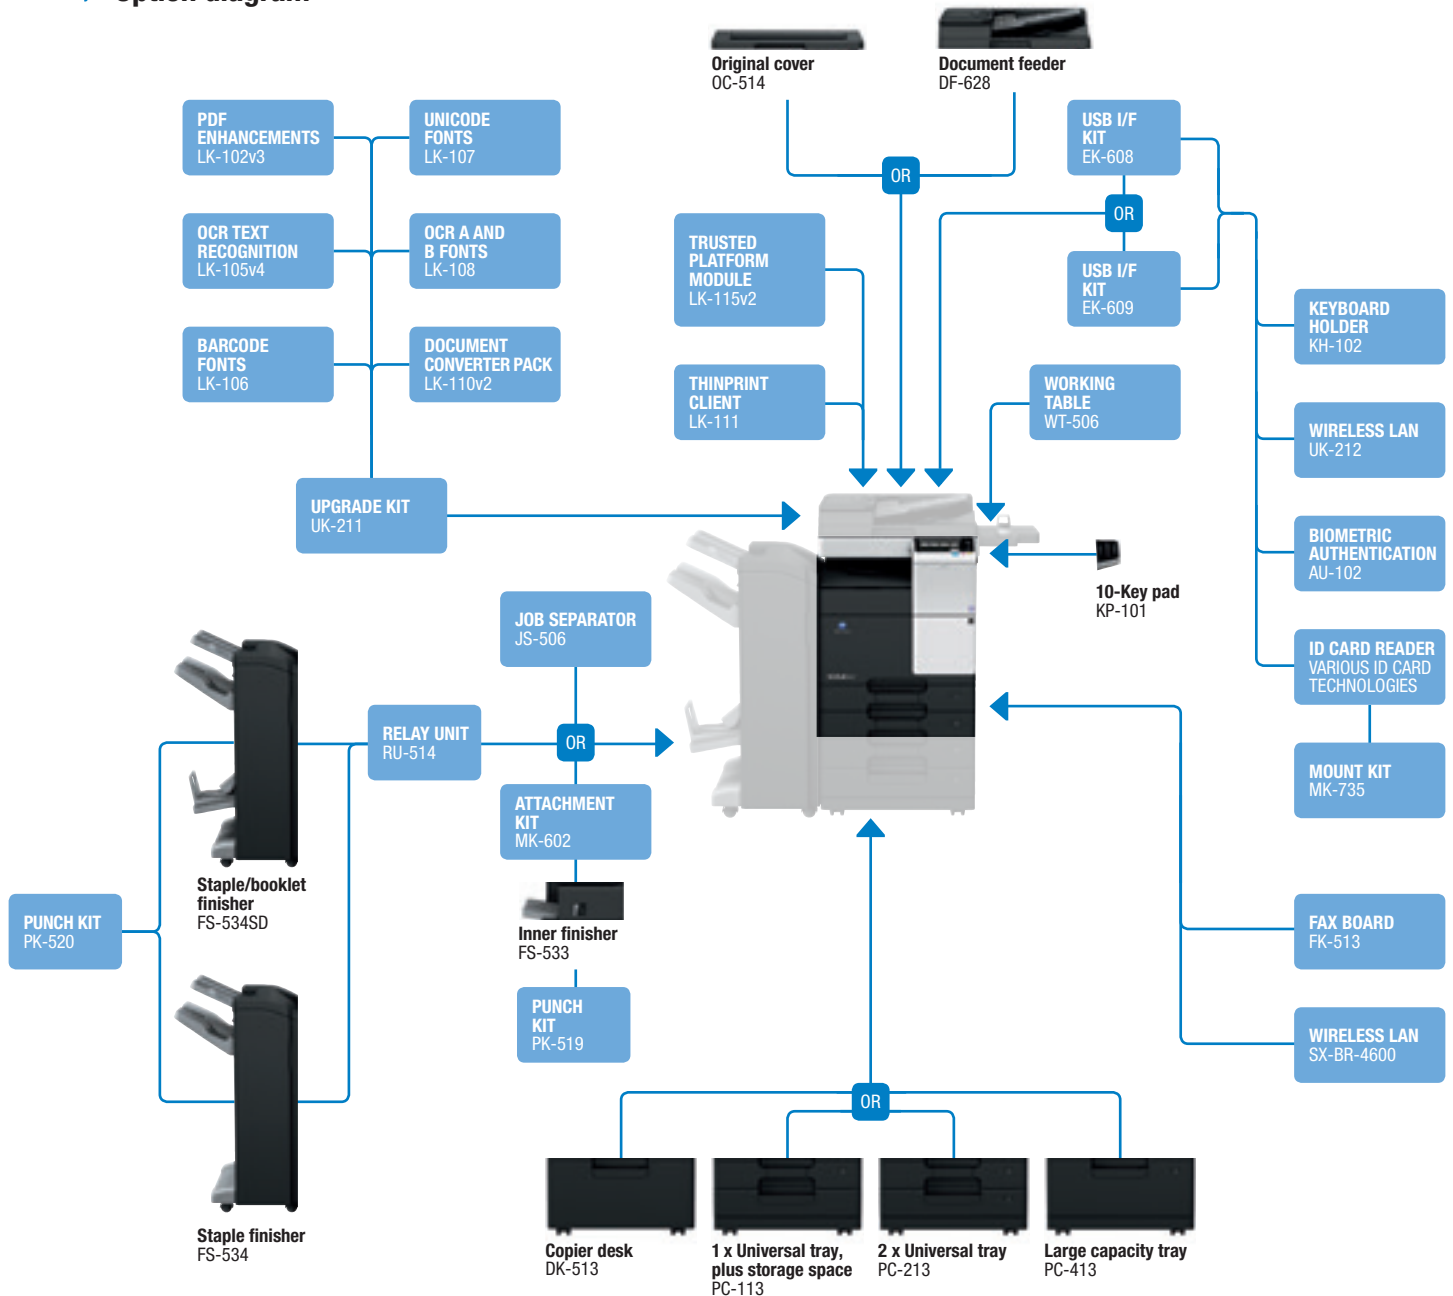 Option diagram
Original cover
OC-514
Document feeder
DF-628
PDF
ENHANCEMENTS
LK-102v3
UNICODE
FONTS
LK-107
USB I/F
KIT
EK-608
OR
OR
OCR TEXT
RECOGNITION
LK-105v4
OCR A AND
B FONTS
LK-108
TRUSTED
PLATFORM
MODULE
LK-115v2
USB I/F
KIT
EK-609
KEYBOARD
HOLDER
KH-102
BARCODE
FONTS
LK-106
DOCUMENT
CONVERTER PACK
LK-110v2
THINPRINT
CLIENT
LK-111
WORKING
TABLE
WT-506
WIRELESS LAN
UK-212
UPGRADE KIT
UK-211
BIOMETRIC
AUTHENTICATION
AU-102
10-Key pad
KP-101
JOB SEPARATOR
JS-506
ID CARD READER
VARIOUS ID CARD
TECHNOLOGIES
RELAY UNIT
RU-514
OR
MOUNT KIT
MK-735
ATTACHMENT
KIT
MK-602
Staple/booklet
finisher
FS-534SD
PUNCH KIT
PK-520
Inner finisher
FS-533
FAX BOARD
FK-513
PUNCH
KIT
PK-519
WIRELESS LAN
SX-BR-4600
OR
Staple finisher
FS-534
Copier desk
DK-513
1 x Universal tray,
plus storage space
PC-113
2 x Universal tray
PC-213
Large capacity tray
PC-413